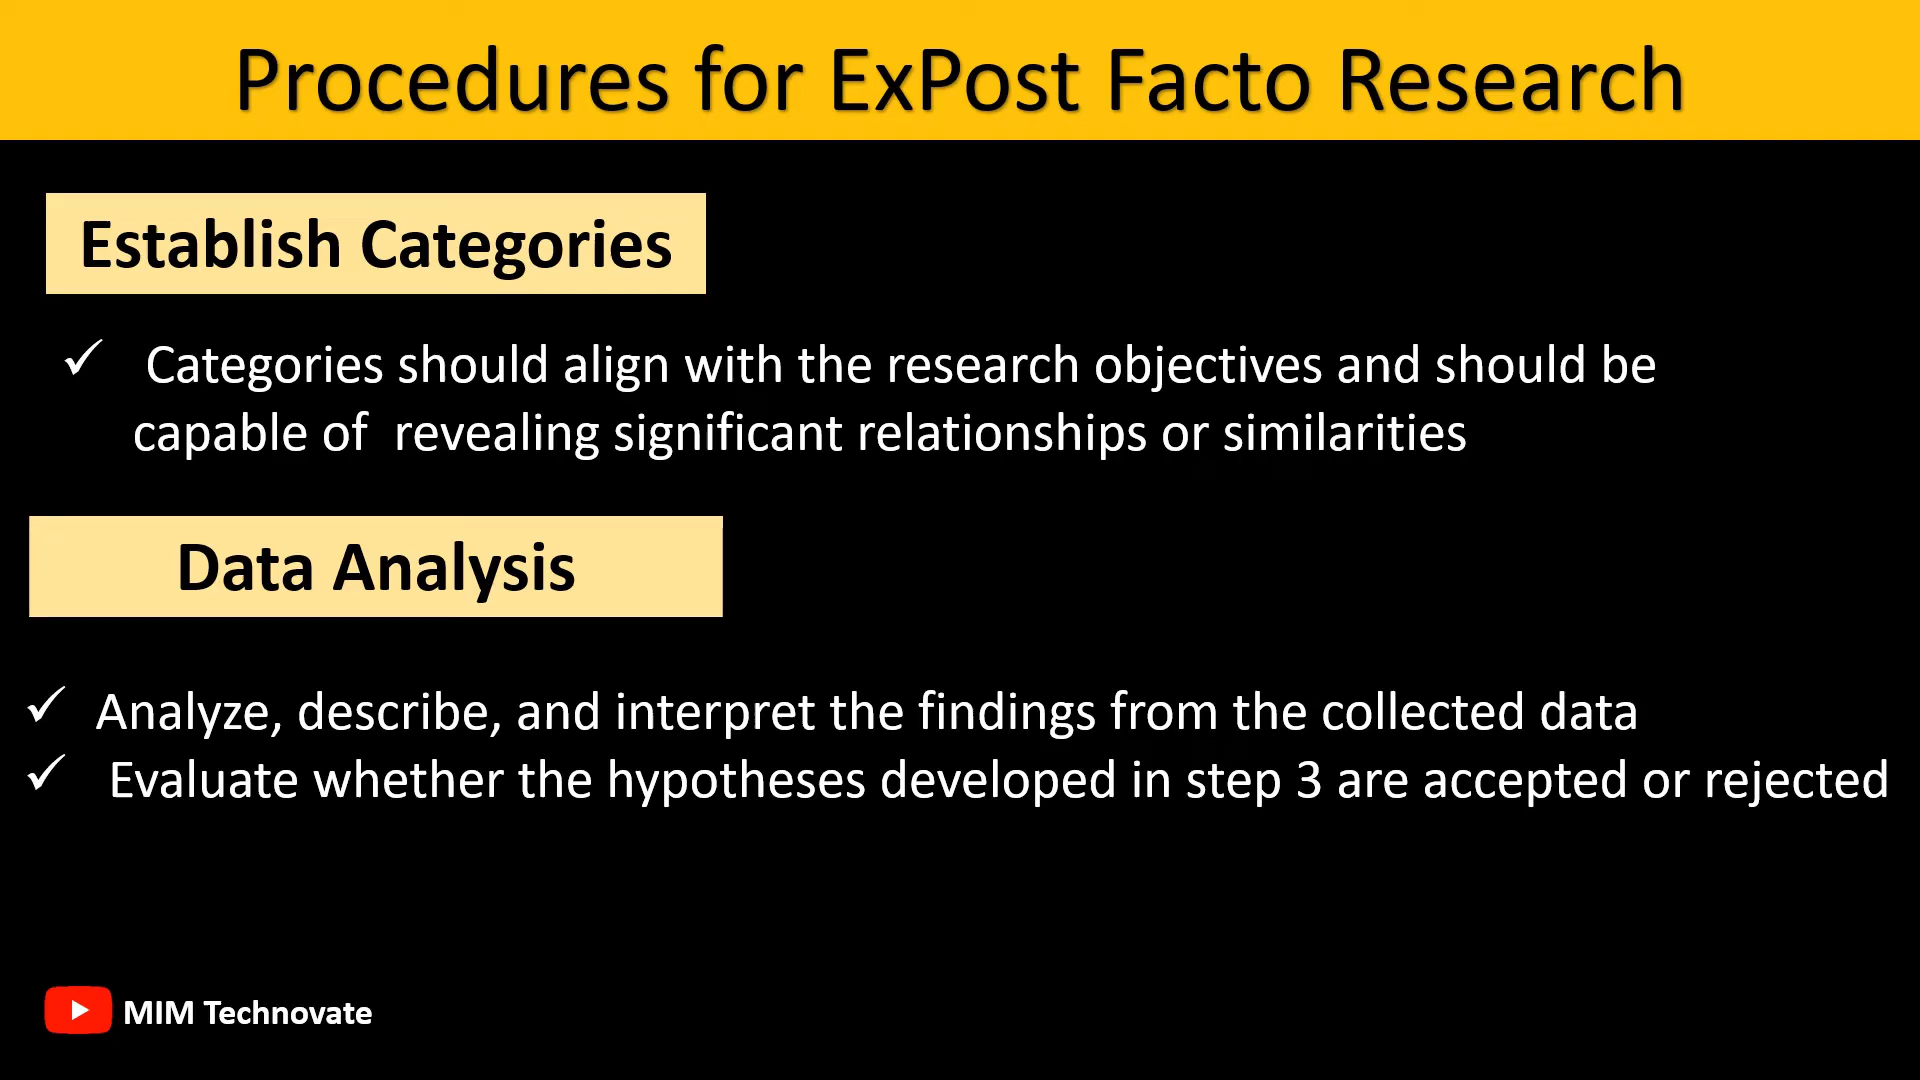 Procedures for ExPost Facto Research
Establish Categories
✓ Categories should align with the research objectives and should be
capable of revealing significant relationships or similarities
Data Analysis
✓ Analyze, describe, and interpret the findings from the collected data
✓ Evaluate whether the hypotheses developed in step 3 are accepted or rejected
MIM Technovate